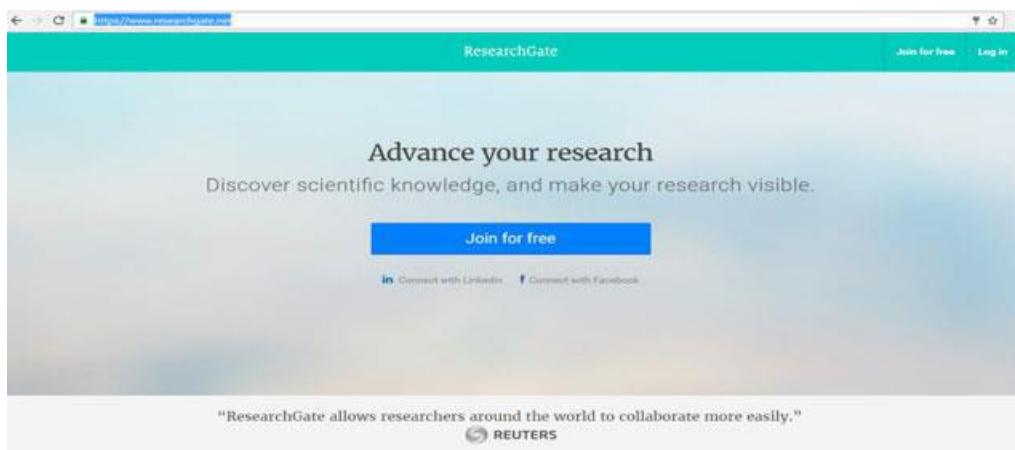 https://www.researchgate.net
ResearchGate
Join for free
Log in
Advance your research
Discover scientific knowledge, and make your research visible.
Join for free
in Connect with Linkedin f Connect with Facebook
“ResearchGate allows researchers around the world to collaborate more easily.”
REUTERS